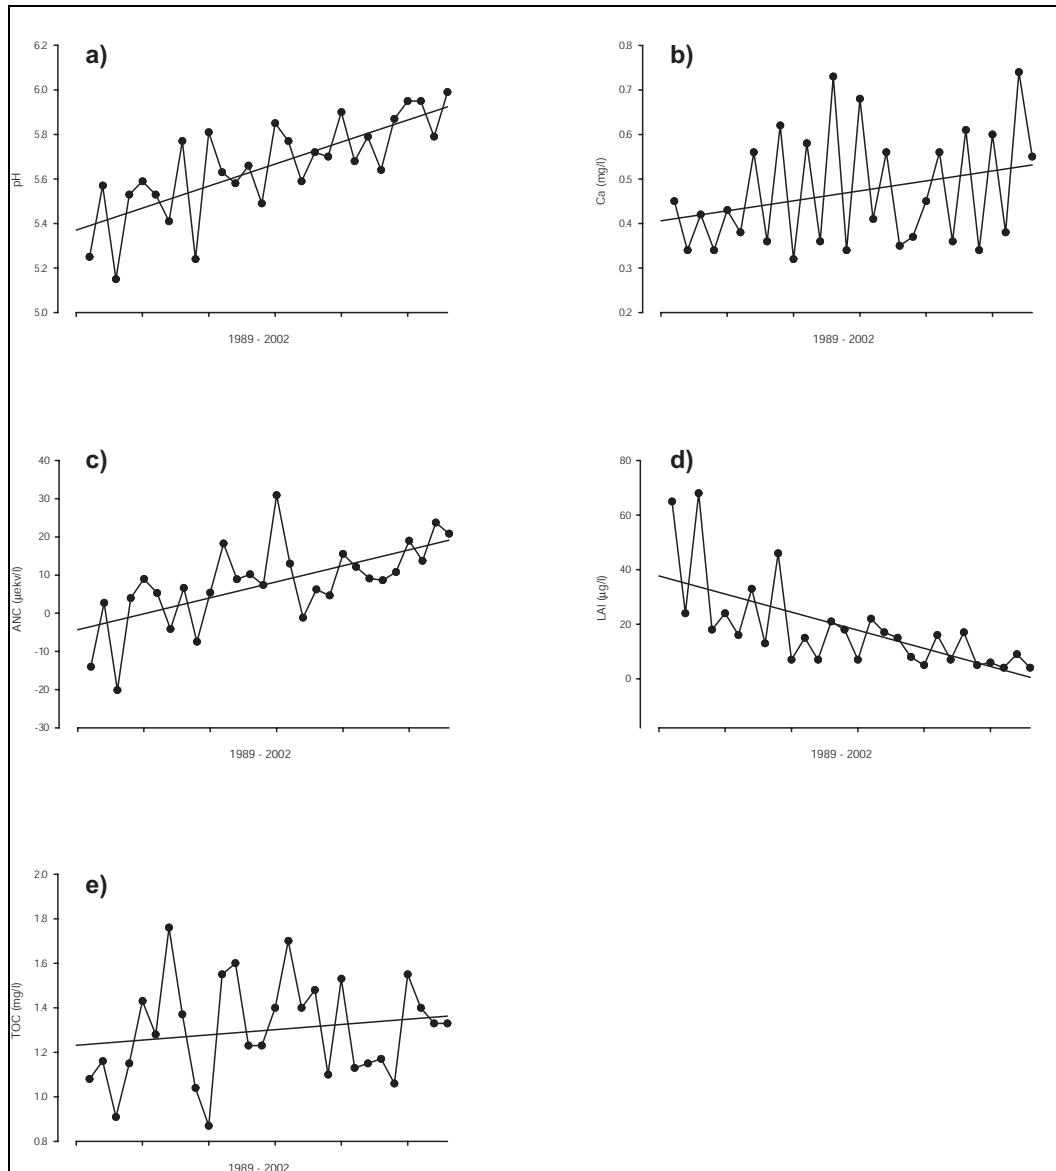 a)
6.2
6.0
5.8
5.6
5.4
5.2
5.0
pH
1989 - 2002
b)
0.8
0.7
0.6
0.5
0.4
0.3
0.2
Ca (mg/l)
1989 - 2002
c)
40
30
20
10
0
-10
-20
-30
ANC (µekv/l)
1989 - 2002
d)
80
60
40
20
0
LAl (µg/l)
1989 - 2002
e)
2.0
1.8
1.6
1.4
1.2
1.0
0.8
TOC (mg/l)
1989 - 2002